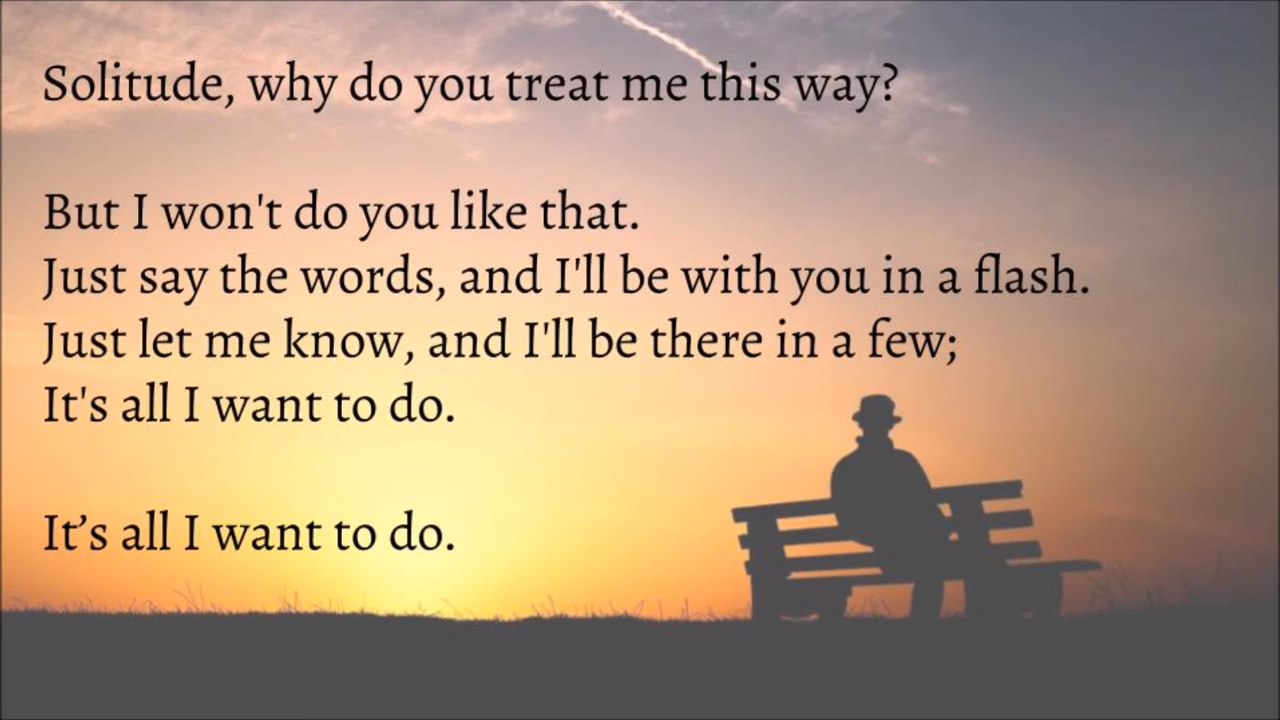 Solitude, why do you treat me this way?
But I won't do you like that.
Just say the words, and I'll be with you in a flash.
Just let me know, and I'll be there in a few;
It's all I want to do.
It’s all I want to do.